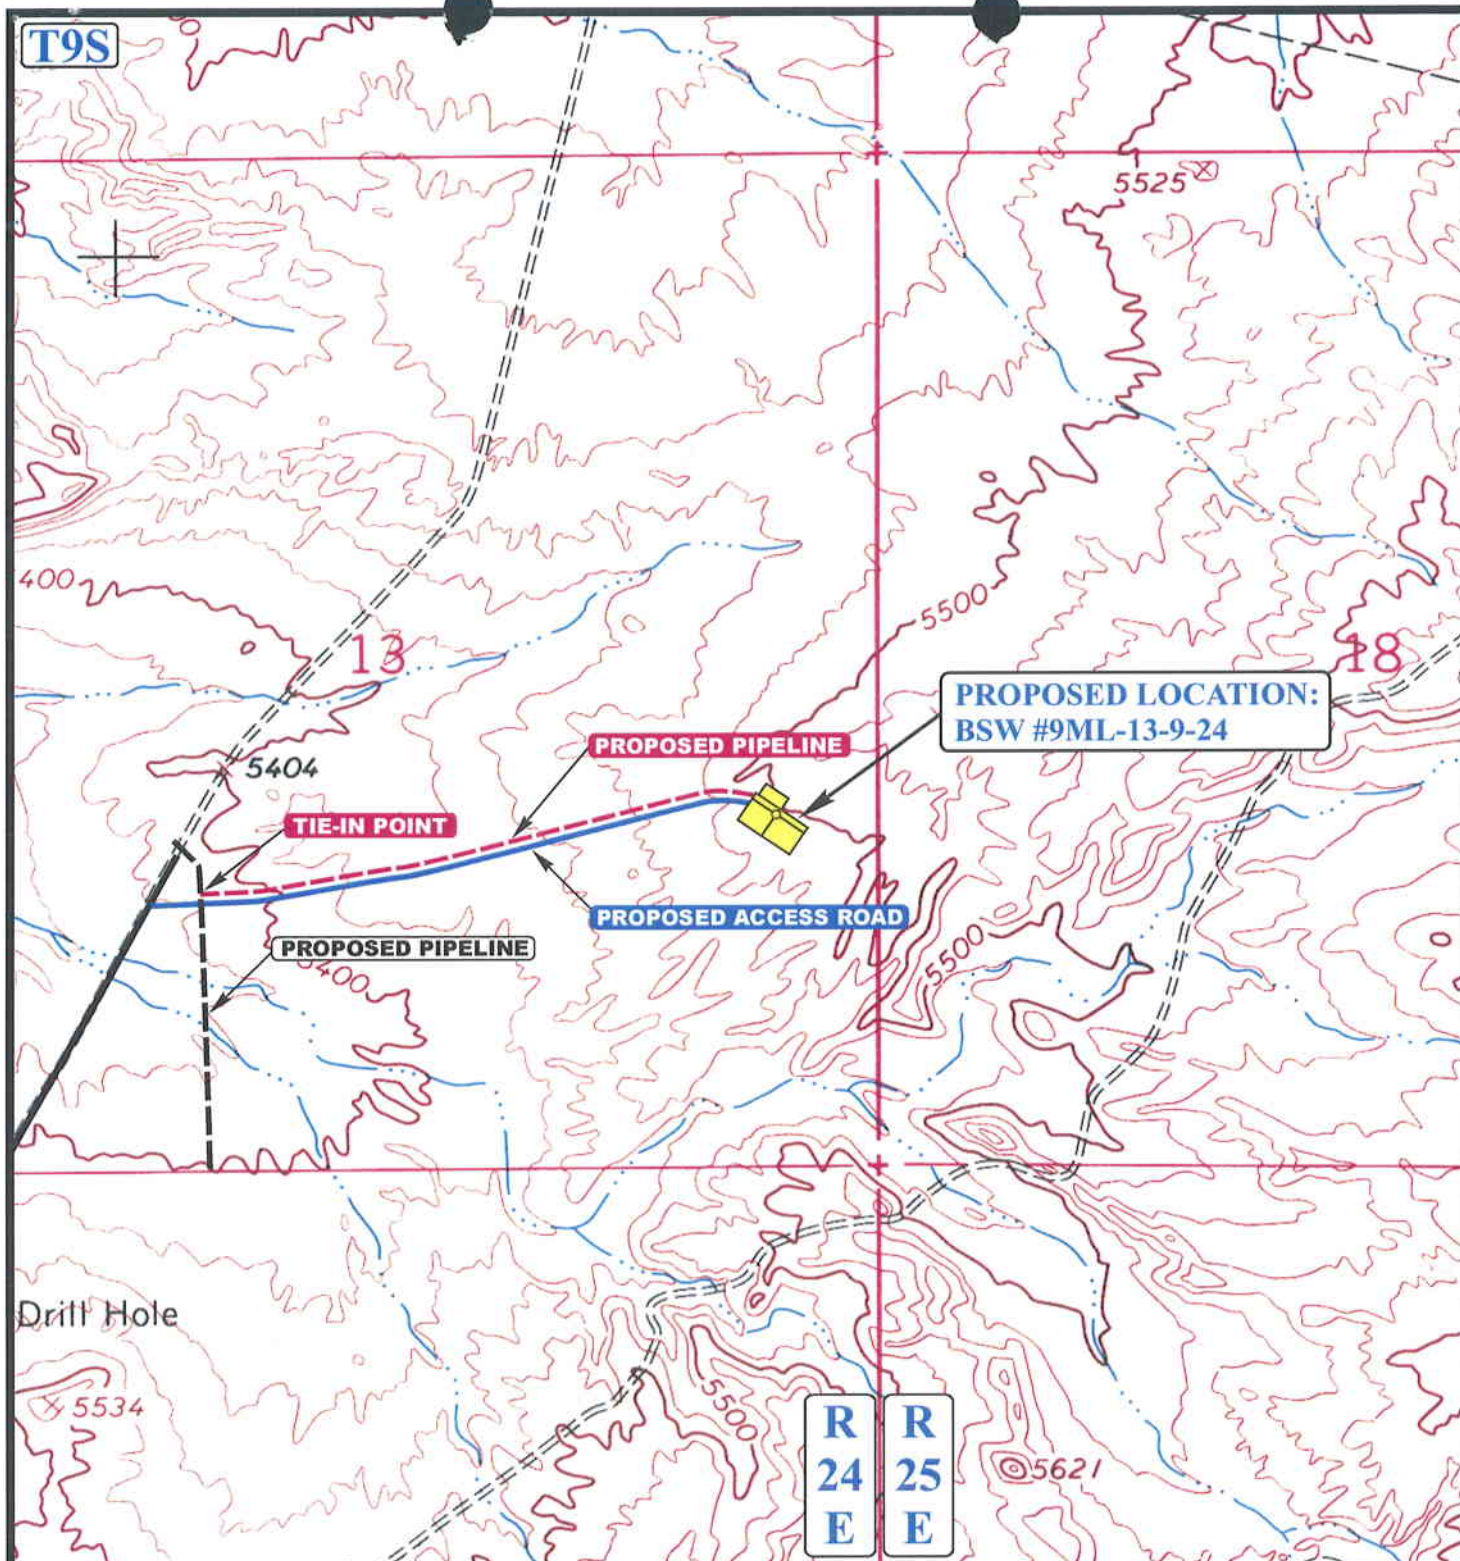 T9S
5525
400
5500
13
18
PROPOSED LOCATION:
BSW #9ML-13-9-24
PROPOSED PIPELINE
5404
TIE-IN POINT
PROPOSED ACCESS ROAD
PROPOSED PIPELINE
5400
5500
Drill Hole
5534
5500
R
24
E
R
25
E
5621